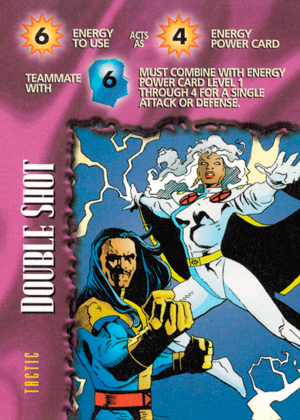 6 ENERGY TO USE ACTS AS 4 ENERGY POWER CARD
TEAMMATE WITH 6 MUST COMBINE WITH ENERGY
POWER CARD LEVEL 1
THROUGH 4 FOR A SINGLE
ATTACK OR DEFENSE.
DOUBLE SHOT
TACTIC